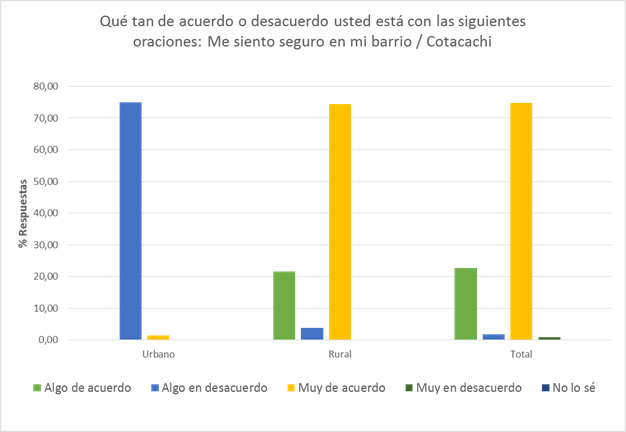 Qué tan de acuerdo o desacuerdo usted está con las siguientes
oraciones: Me siento seguro en mi barrio / Cotacachi
80,00
70,00
60,00
50,00
40,00
30,00
20,00
10,00
0,00
% Respuestas
Urbano Rural Total
Algo de acuerdo Algo en desacuerdo Muy de acuerdo Muy en desacuerdo No lo sé